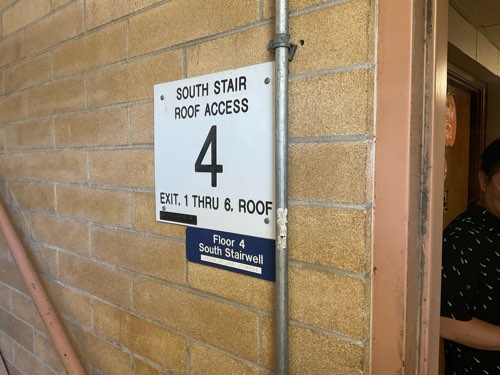 SOUTH STAIR
ROOF ACCESS
4
EXIT. 1 THRU 6. ROOF
Floor 4
South Stairwell